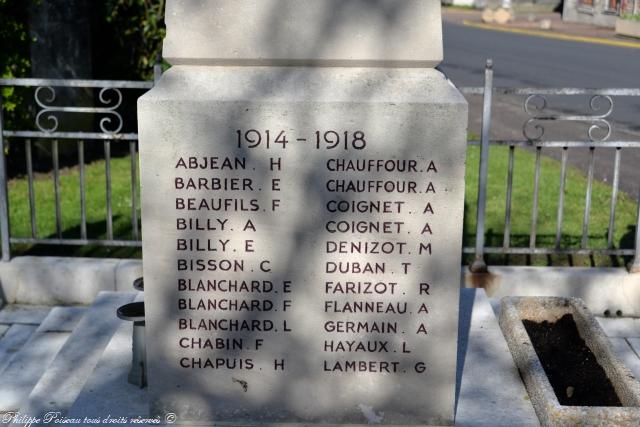 1914 - 1918
ABJEAN. H
BARBIER. E
BEAUFILS. F
BILLY. A
BILLY. E
BISSON. C
BLANCHARD. E
BLANCHARD. F
BLANCHARD. L
CHABIN. F
CHAPUIS. H
CHAUFFOUR. A
CHAUFFOUR. A
COIGNET. A
COIGNET. A
DENIZOT. M
DUBAN. T
FARIZOT. R
FLANNEAU. A
GERMAIN. A
HAYAUX. L
LAMBERT. G
© Philippe Poiseau tous droits